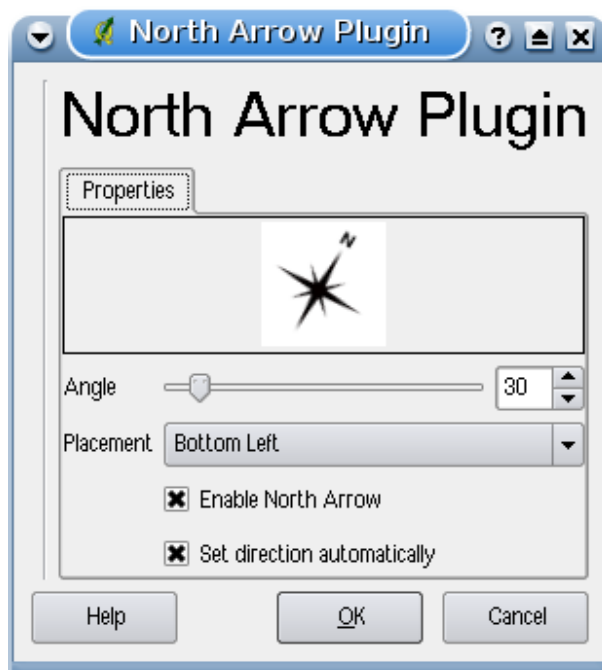 North Arrow Plugin
North Arrow Plugin
Properties
N
Angle 30
Placement Bottom Left
Enable North Arrow
Set direction automatically
Help OK Cancel